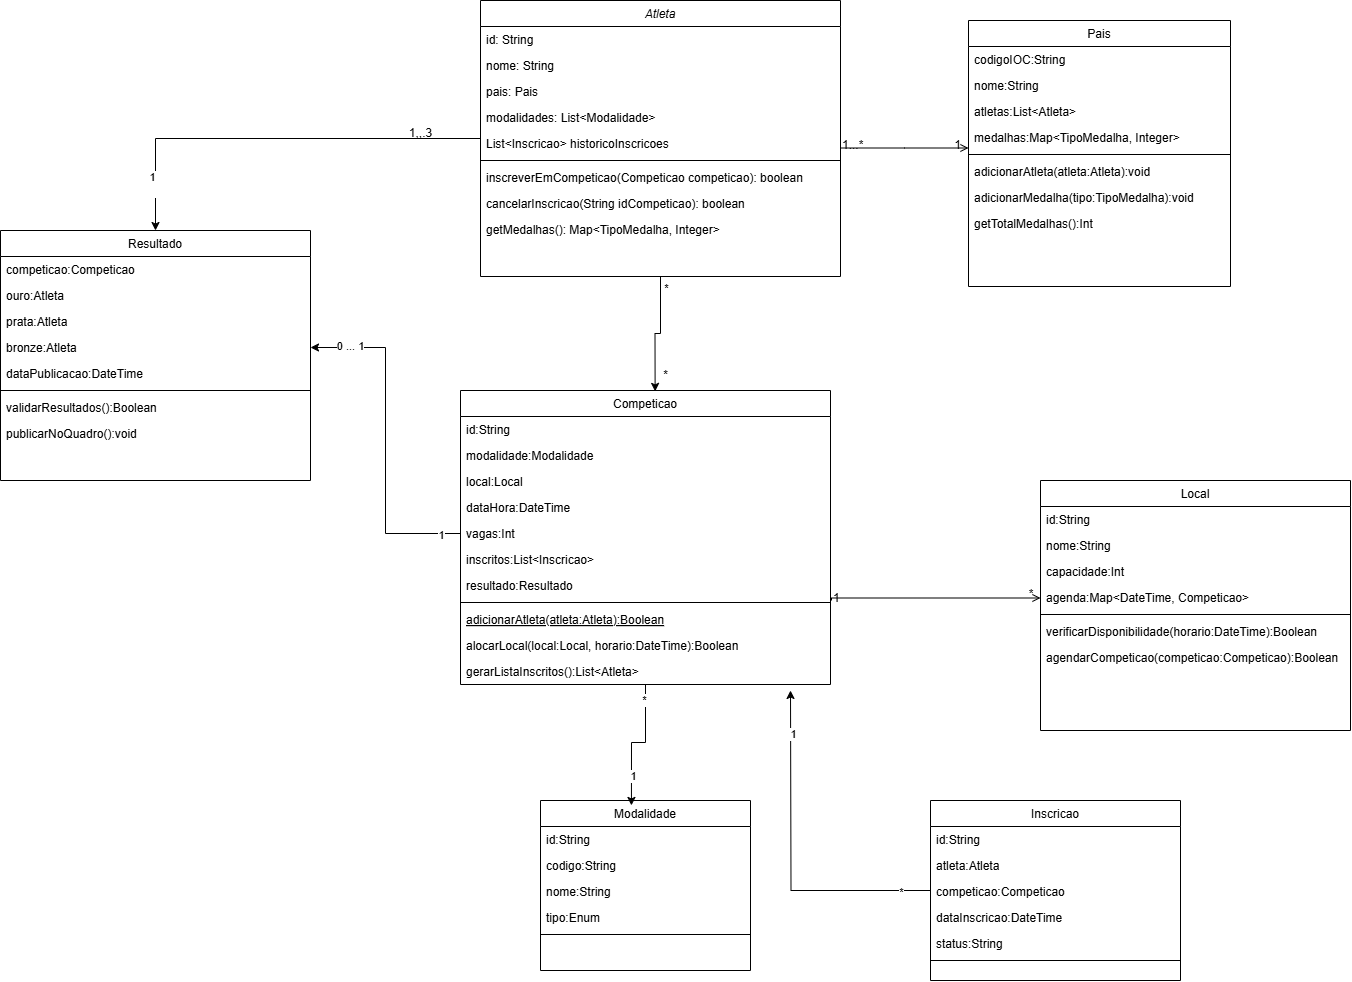 Atleta
id: String
nome: String
pais: Pais
modalidades: List<Modalidade>
List<Inscricao> historicoInscricoes
inscreverEmCompeticao(Competicao competicao): boolean
cancelarInscricao(String idCompeticao): boolean
getMedalhas(): Map<TipoMedalha, Integer>
Pais
codigoIOC:String
nome:String
atletas:List<Atleta>
medalhas:Map<TipoMedalha, Integer>
adicionarAtleta(atleta:Atleta):void
adicionarMedalha(tipo:TipoMedalha):void
getTotalMedalhas():Int
1...3
1
1...*
1
Resultado
competicao:Competicao
ouro:Atleta
prata:Atleta
bronze:Atleta
dataPublicacao:DateTime
validarResultados():Boolean
publicarNoQuadro():void
*
*
0 ... 1
1
Competicao
id:String
modalidade:Modalidade
local:Local
dataHora:DateTime
vagas:Int
inscritos:List<Inscricao>
resultado:Resultado
adicionarAtleta(atleta:Atleta):Boolean
alocarLocal(local:Local, horario:DateTime):Boolean
gerarListaInscritos():List<Atleta>
1
*
Local
id:String
nome:String
capacidade:Int
agenda:Map<DateTime, Competicao>
verificarDisponibilidade(horario:DateTime):Boolean
agendarCompeticao(competicao:Competicao):Boolean
*
1
1
*
Modalidade
id:String
codigo:String
nome:String
tipo:Enum
Inscricao
id:String
atleta:Atleta
competicao:Competicao
dataInscricao:DateTime
status:String